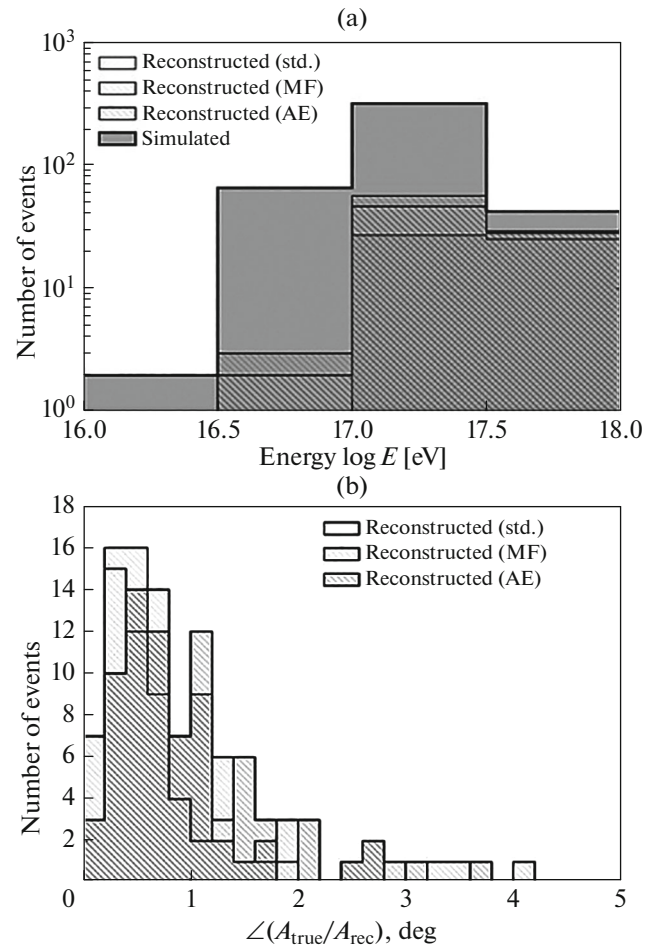 (a)
10³
Reconstructed (std.)
Reconstructed (MF)
Reconstructed (AE)
Simulated
10²
10¹
10⁰
Number of events
16.0 16.5 17.0 17.5 18.0
Energy log E [eV]
(b)
18
16
14
12
10
8
6
4
2
Reconstructed (std.)
Reconstructed (MF)
Reconstructed (AE)
Number of events
0 1 2 3 4 5
∠(A_true/A_rec), deg